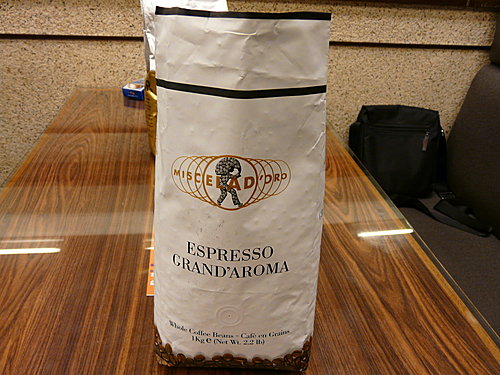 MISCELA D'ORO
ESPRESSO
GRAND'AROMA
Whole Coffee Beans - Café en Grains
1Kg e (Net Wt. 2.2 lb)